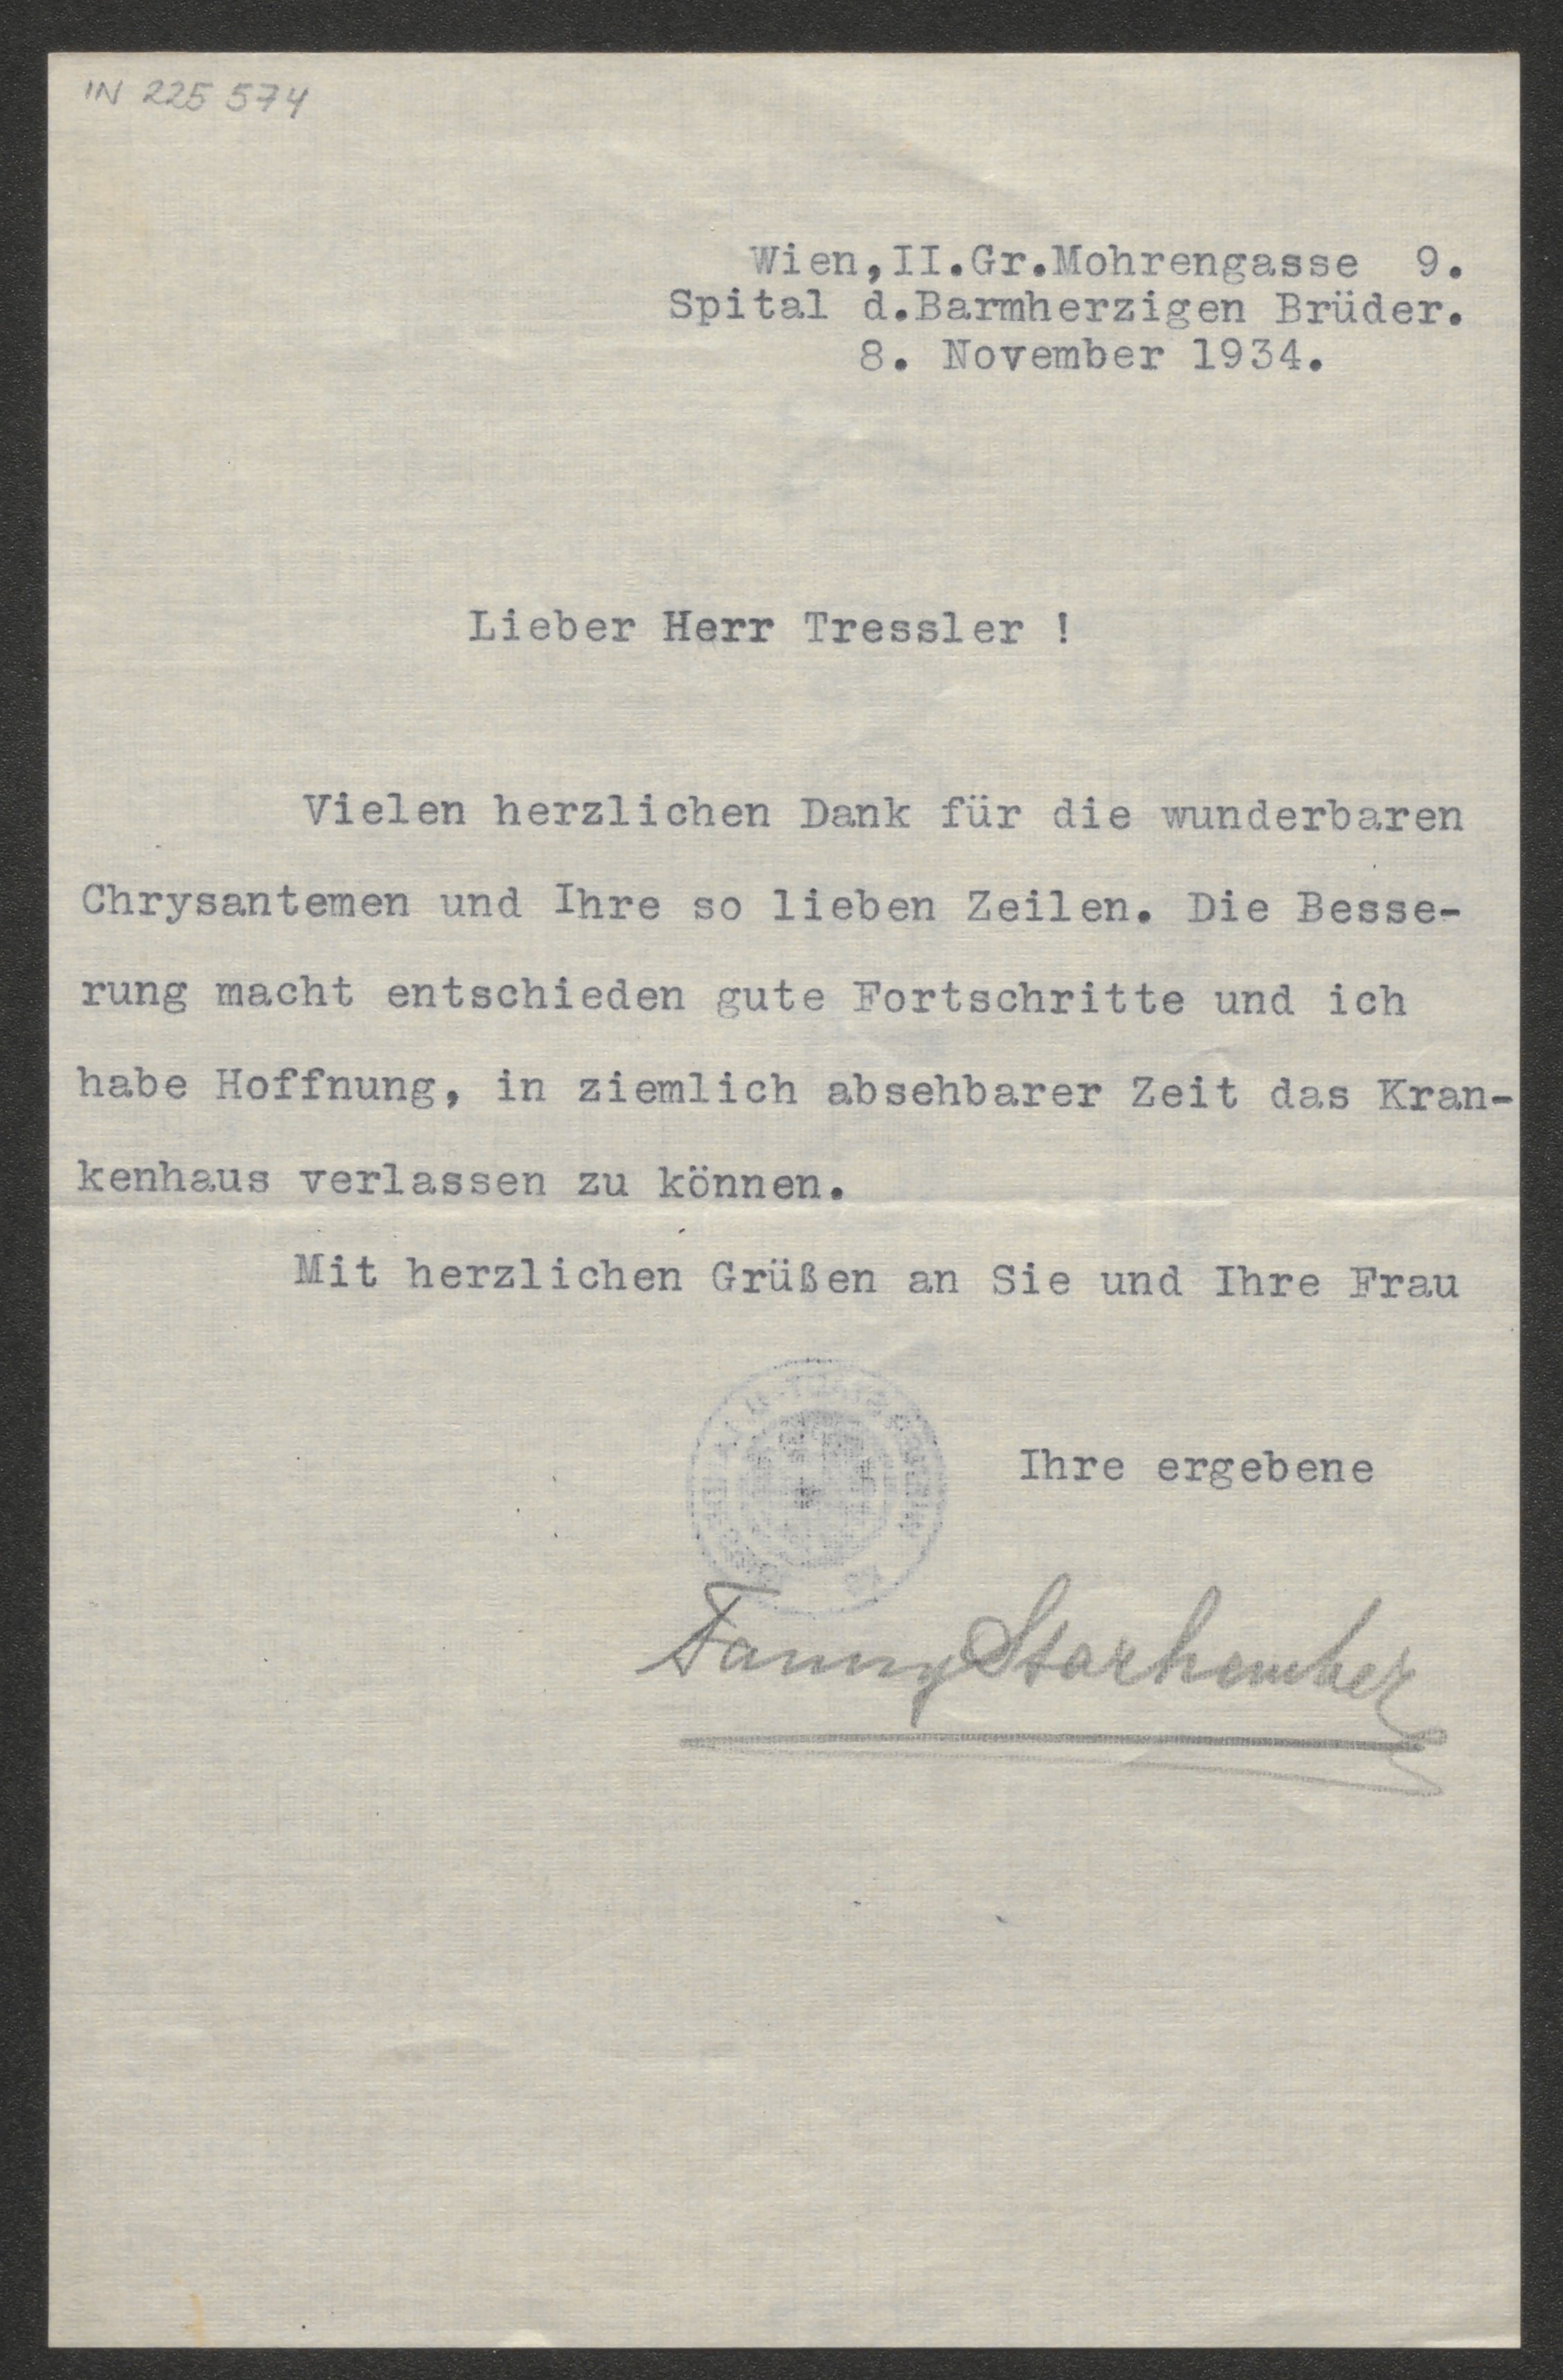 IN 225 574
Wien,II.Gr.Mohrengasse 9.
Spital d.Barmherzigen Brüder.
8. November 1934.
Lieber Herr Tressler !
Vielen herzlichen Dank für die wunderbaren
Chrysantemen und Ihre so lieben Zeilen. Die Besse-
rung macht entschieden gute Fortschritte und ich
habe Hoffnung, in ziemlich absehbarer Zeit das Kran-
kenhaus verlassen zu können.
Mit herzlichen Grüßen an Sie und Ihre Frau
Ihre ergebene
Fanny Starhemberg